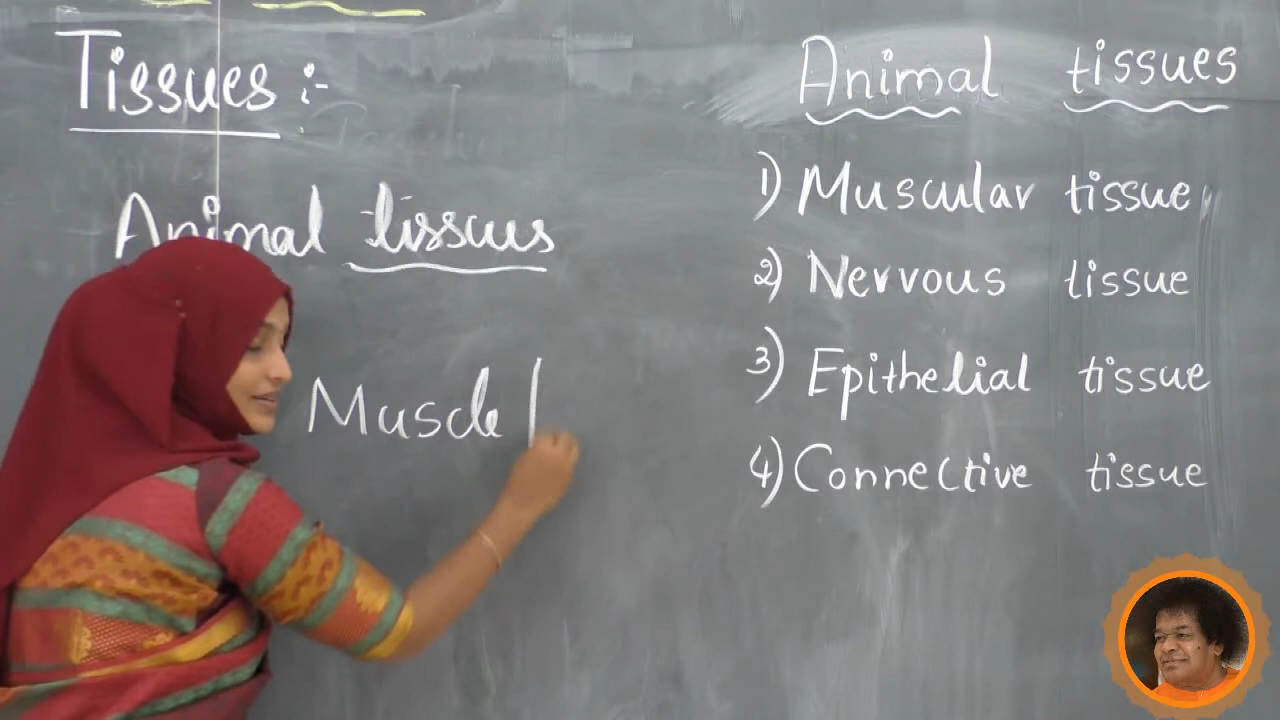 Tissues :-
Animal tissues
Muscle
Animal tissues
1) Muscular tissue
2) Nervous tissue
3) Epithelial tissue
4) Connective tissue